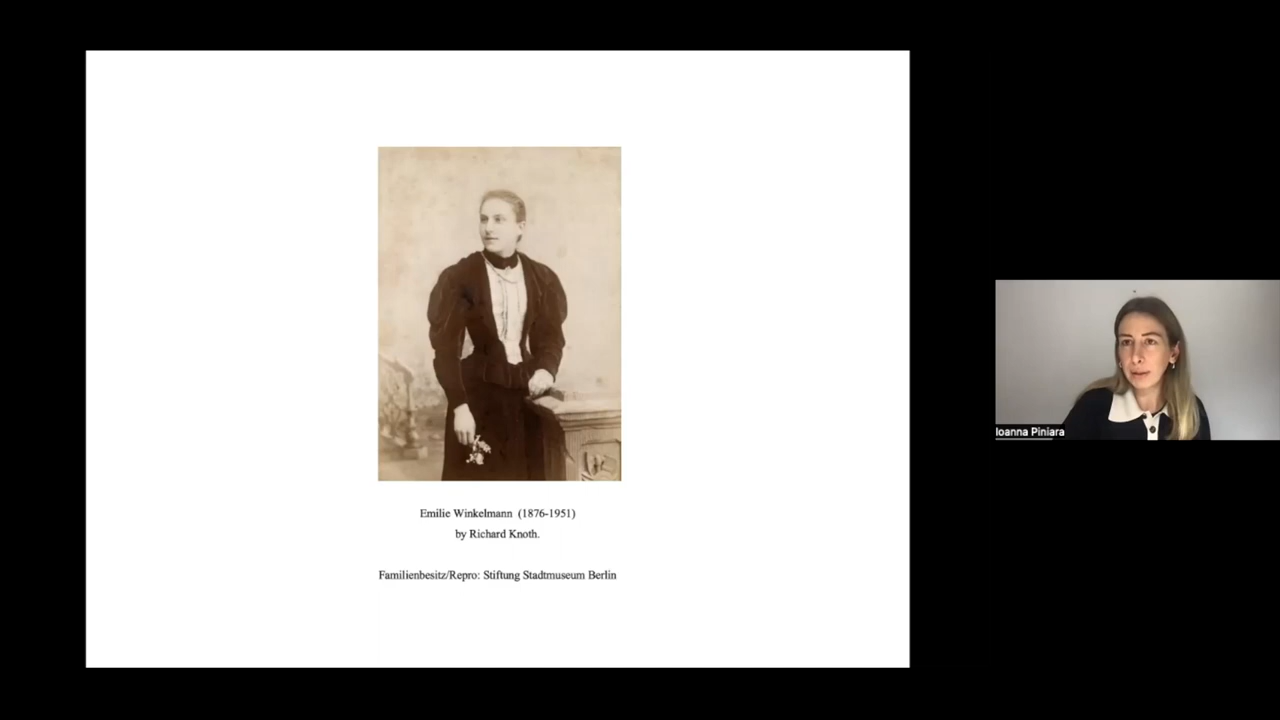 Emilie Winkelmann (1876-1951)
by Richard Knoth.
Familienbesitz/Repro: Stiftung Stadtmuseum Berlin
Ioanna Piniara